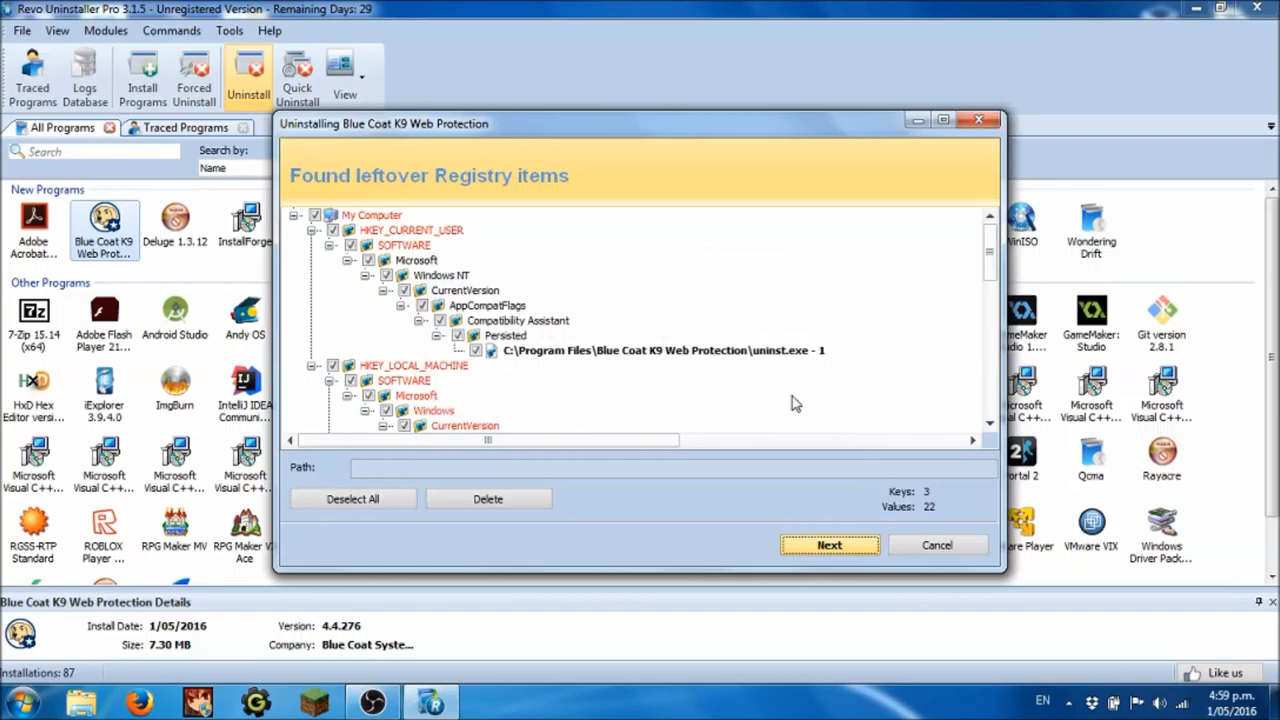 Revo Uninstaller Pro 3.1.5 - Unregistered Version - Remaining Days: 29
File View Modules Commands Tools Help
Traced Programs
Logs Database
Install Programs
Forced Uninstall
Uninstall
Quick Uninstall
View
All Programs
Traced Programs
Search
Search by:
Name
New Programs
Adobe Acrobat...
Blue Coat K9 Web Prot...
Deluge 1.3.12
InstallForge
WinISO
Wondering Drift
Other Programs
7-Zip 15.14 (x64)
Adobe Flash Player 21...
Android Studio
Andy OS
GameMaker: Studio
Git version 2.8.1
HxD Hex Editor versi...
iExplorer 3.9.4.0
ImgBurn
IntelliJ IDEA Communi...
Microsoft Visual C++...
Microsoft Visual C++...
Microsoft Visual C++...
Microsoft Visual C++...
Microsoft Visual C++...
Microsoft Visual C++...
Portal 2
Qcma
Rayacre
RGSS-RTP Standard
ROBLOX Player ...
RPG Maker MV
RPG Maker V Ace
VMware VIX
Windows Driver Pack...
Uninstalling Blue Coat K9 Web Protection
Found leftover Registry items
My Computer
HKEY_CURRENT_USER
SOFTWARE
Microsoft
Windows NT
CurrentVersion
AppCompatFlags
Compatibility Assistant
Persisted
C:\Program Files\Blue Coat K9 Web Protection\uninst.exe - 1
HKEY_LOCAL_MACHINE
SOFTWARE
Microsoft
Windows
CurrentVersion
Path:
Deselect All
Delete
Keys: 3
Values: 22
Next
Cancel
Blue Coat K9 Web Protection Details
Install Date: 1/05/2016 Version: 4.4.276
Size: 7.30 MB Company: Blue Coat Syste...
Installations: 87
Like us
EN
4:59 p.m.
1/05/2016